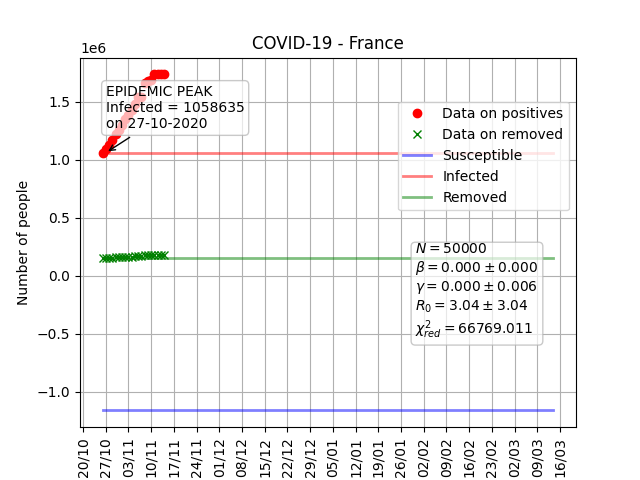 COVID-19 - France
1e6
EPIDEMIC PEAK
Infected = 1058635
on 27-10-2020
Data on positives
Data on removed
Susceptible
Infected
Removed
N = 50000
β = 0.000 ± 0.000
γ = 0.000 ± 0.006
R₀ = 3.04 ± 3.04
χ²_red = 66769.011
Number of people
1.5
1.0
0.5
0.0
−0.5
−1.0
20/10
27/10
03/11
10/11
17/11
24/11
01/12
08/12
15/12
22/12
29/12
05/01
12/01
19/01
26/01
02/02
09/02
16/02
23/02
02/03
09/03
16/03